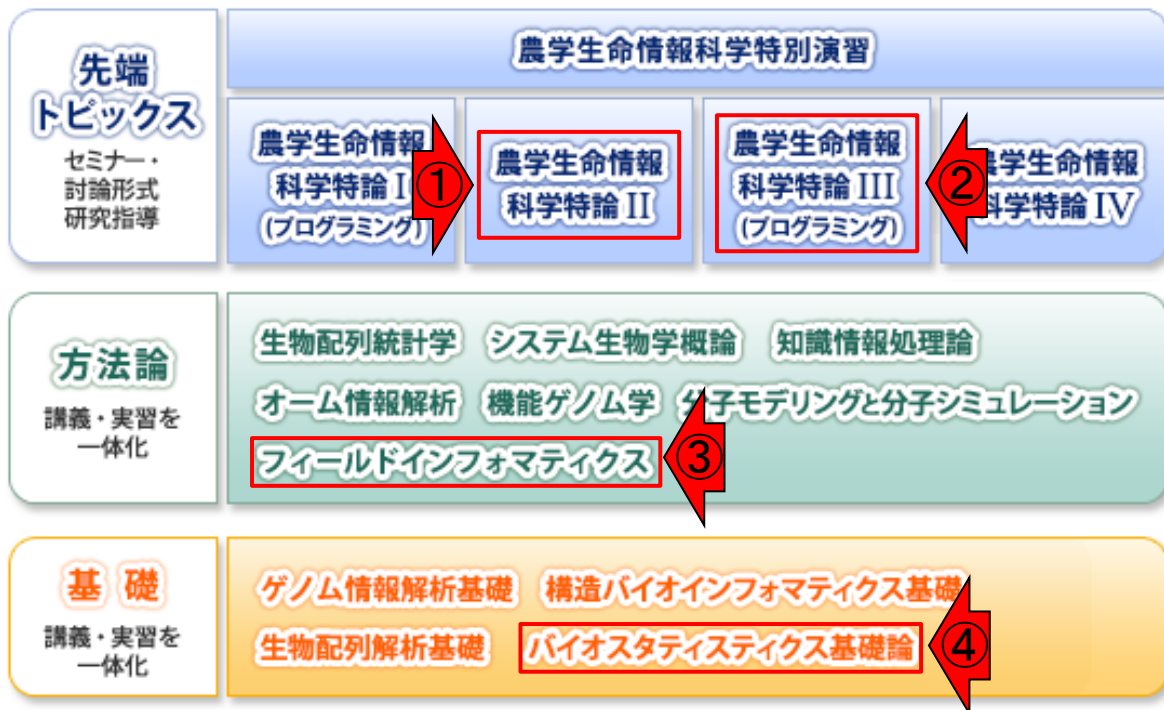 先端
トピックス
セミナー・
討論形式
研究指導
農学生命情報科学特別演習
農学生命情報
科学特論 I
(プログラミング)
①
農学生命情報
科学特論 II
農学生命情報
科学特論 III
(プログラミング)
②
農学生命情報
科学特論 IV
方法論
講義・実習を
一体化
生物配列統計学 システム生物学概論 知識情報処理論
オーム情報解析 機能ゲノム学 分子モデリングと分子シミュレーション
フィールドインフォマティクス
③
基礎
講義・実習を
一体化
ゲノム情報解析基礎 構造バイオインフォマティクス基礎
生物配列解析基礎 バイオスタティスティクス基礎論
④